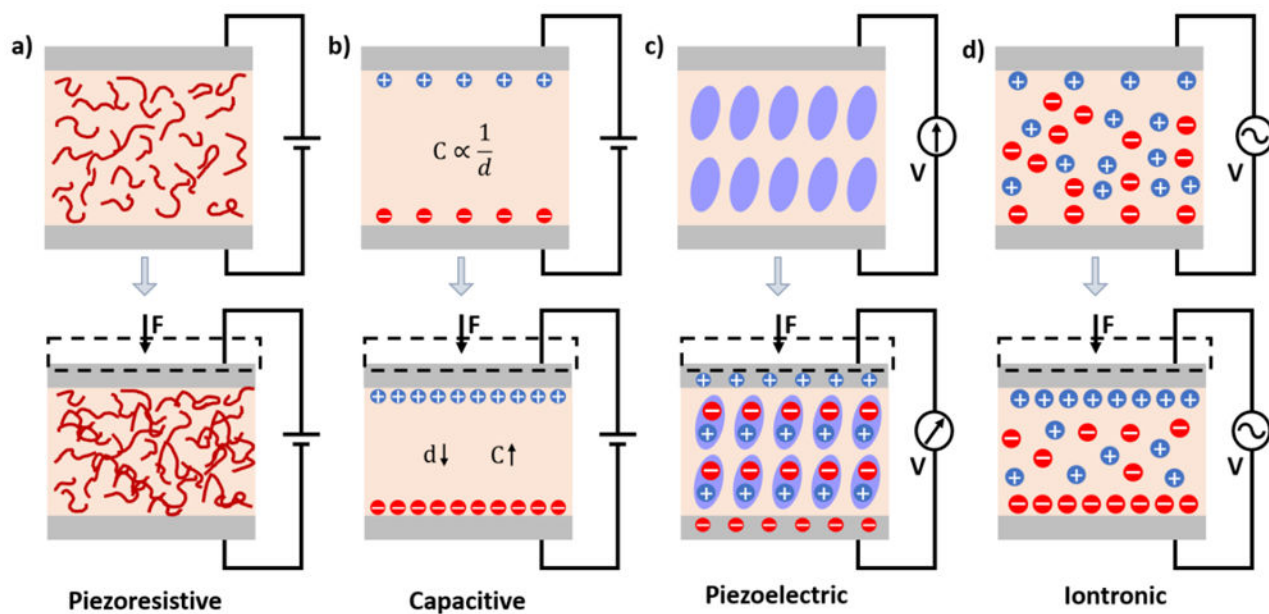 a)
b)
c)
d)
C ∝ 1/d
V
V
F
F
F
F
d↓ C↑
V
V
Piezoresistive
Capacitive
Piezoelectric
Iontronic